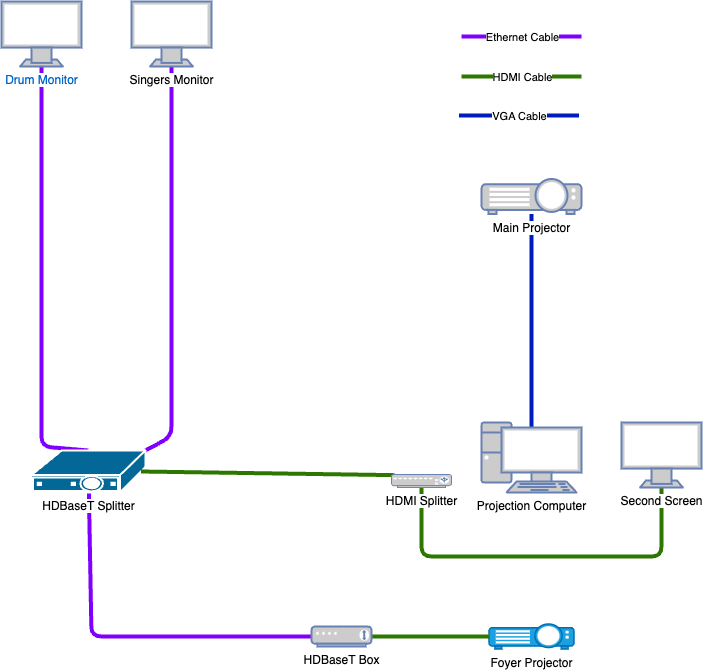 Ethernet Cable
Drum Monitor
Singers Monitor
HDMI Cable
VGA Cable
Main Projector
HDBaseT Splitter
HDMI Splitter
Projection Computer
Second Screen
HDBaseT Box
Foyer Projector